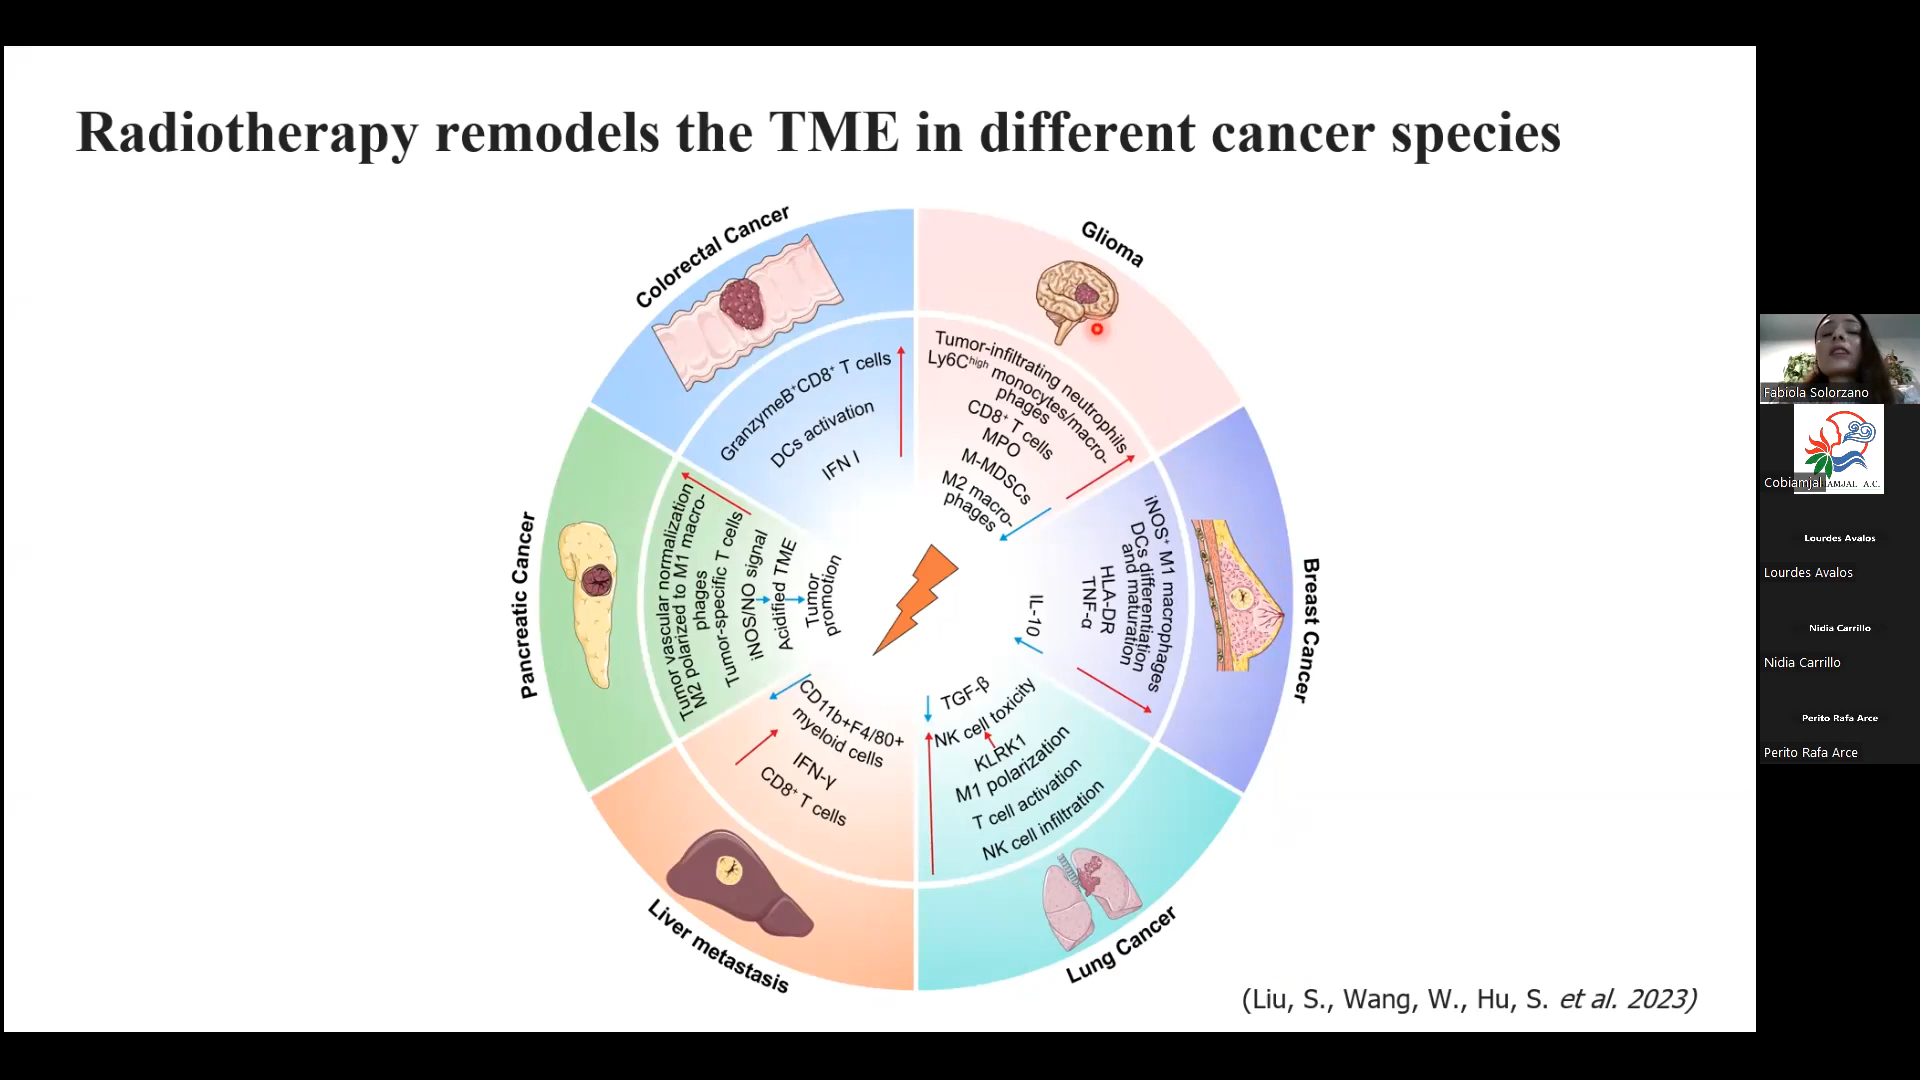 Radiotherapy remodels the TME in different cancer species
Colorectal Cancer
GranzymeB⁺CD8⁺ T cells
DCs activation
IFN I
Glioma
Tumor-infiltrating neutrophils
Ly6Cʰⁱᵍʰ monocytes/macro-
phages
CD8⁺ T cells
MPO
M-MDSCs
M2 macro-
phages
Breast Cancer
iNOS⁺ M1 macrophages
DCs differentiation
and maturation
HLA-DR
TNF-α
IL-10
Lung Cancer
TGF-β
NK cell toxicity
KLRK1
M1 polarization
T cell activation
NK cell infiltration
Liver metastasis
CD11b+F4/80+
myeloid cells
IFN-γ
CD8⁺ T cells
Pancreatic Cancer
Tumor vascular normalization
M2 polarized to M1 macro-
phages
Tumor-specific T cells
iNOS/NO signal
Acidified TME
Tumor
promotion
(Liu, S., Wang, W., Hu, S. et al. 2023)
Fabiola Solorzano
Cobiamjal
AMJAL A.C.
Lourdes Avalos
Lourdes Avalos
Nidia Carrillo
Nidia Carrillo
Perito Rafa Arce
Perito Rafa Arce